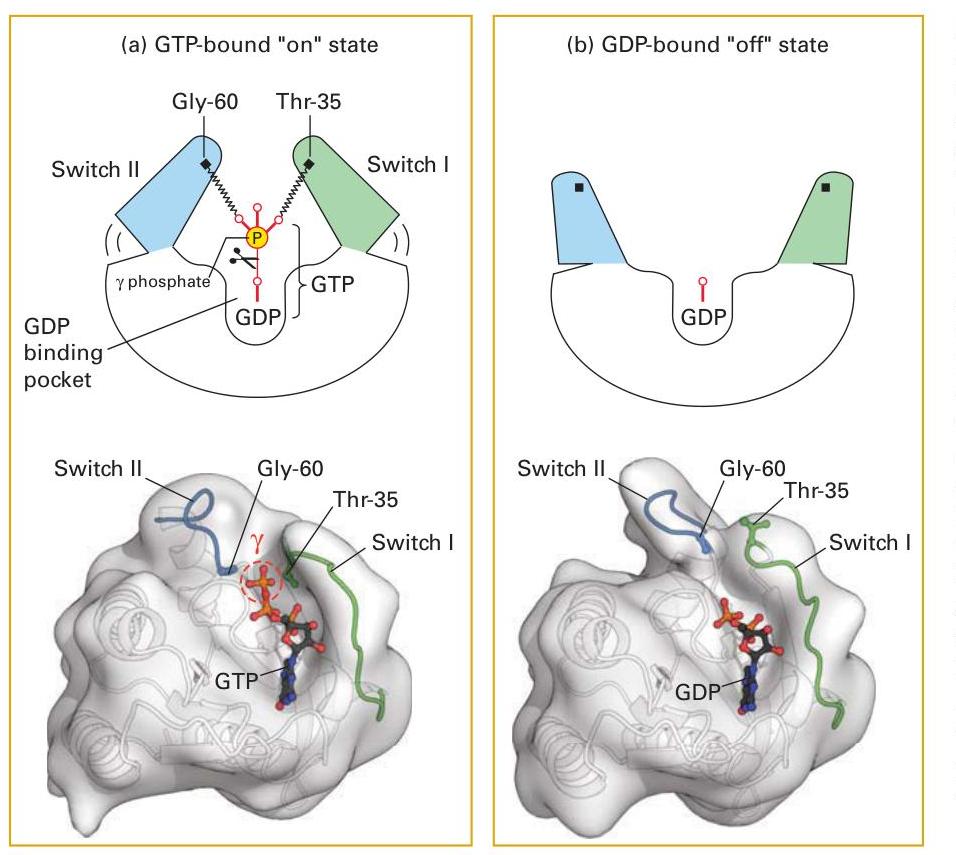 (a) GTP-bound "on" state
Gly-60 Thr-35
Switch II Switch I
P
γ phosphate GTP
GDP
GDP
binding
pocket
Switch II Gly-60
Thr-35
γ
Switch I
GTP
(b) GDP-bound "off" state
GDP
Switch II Gly-60
Thr-35
Switch I
GDP